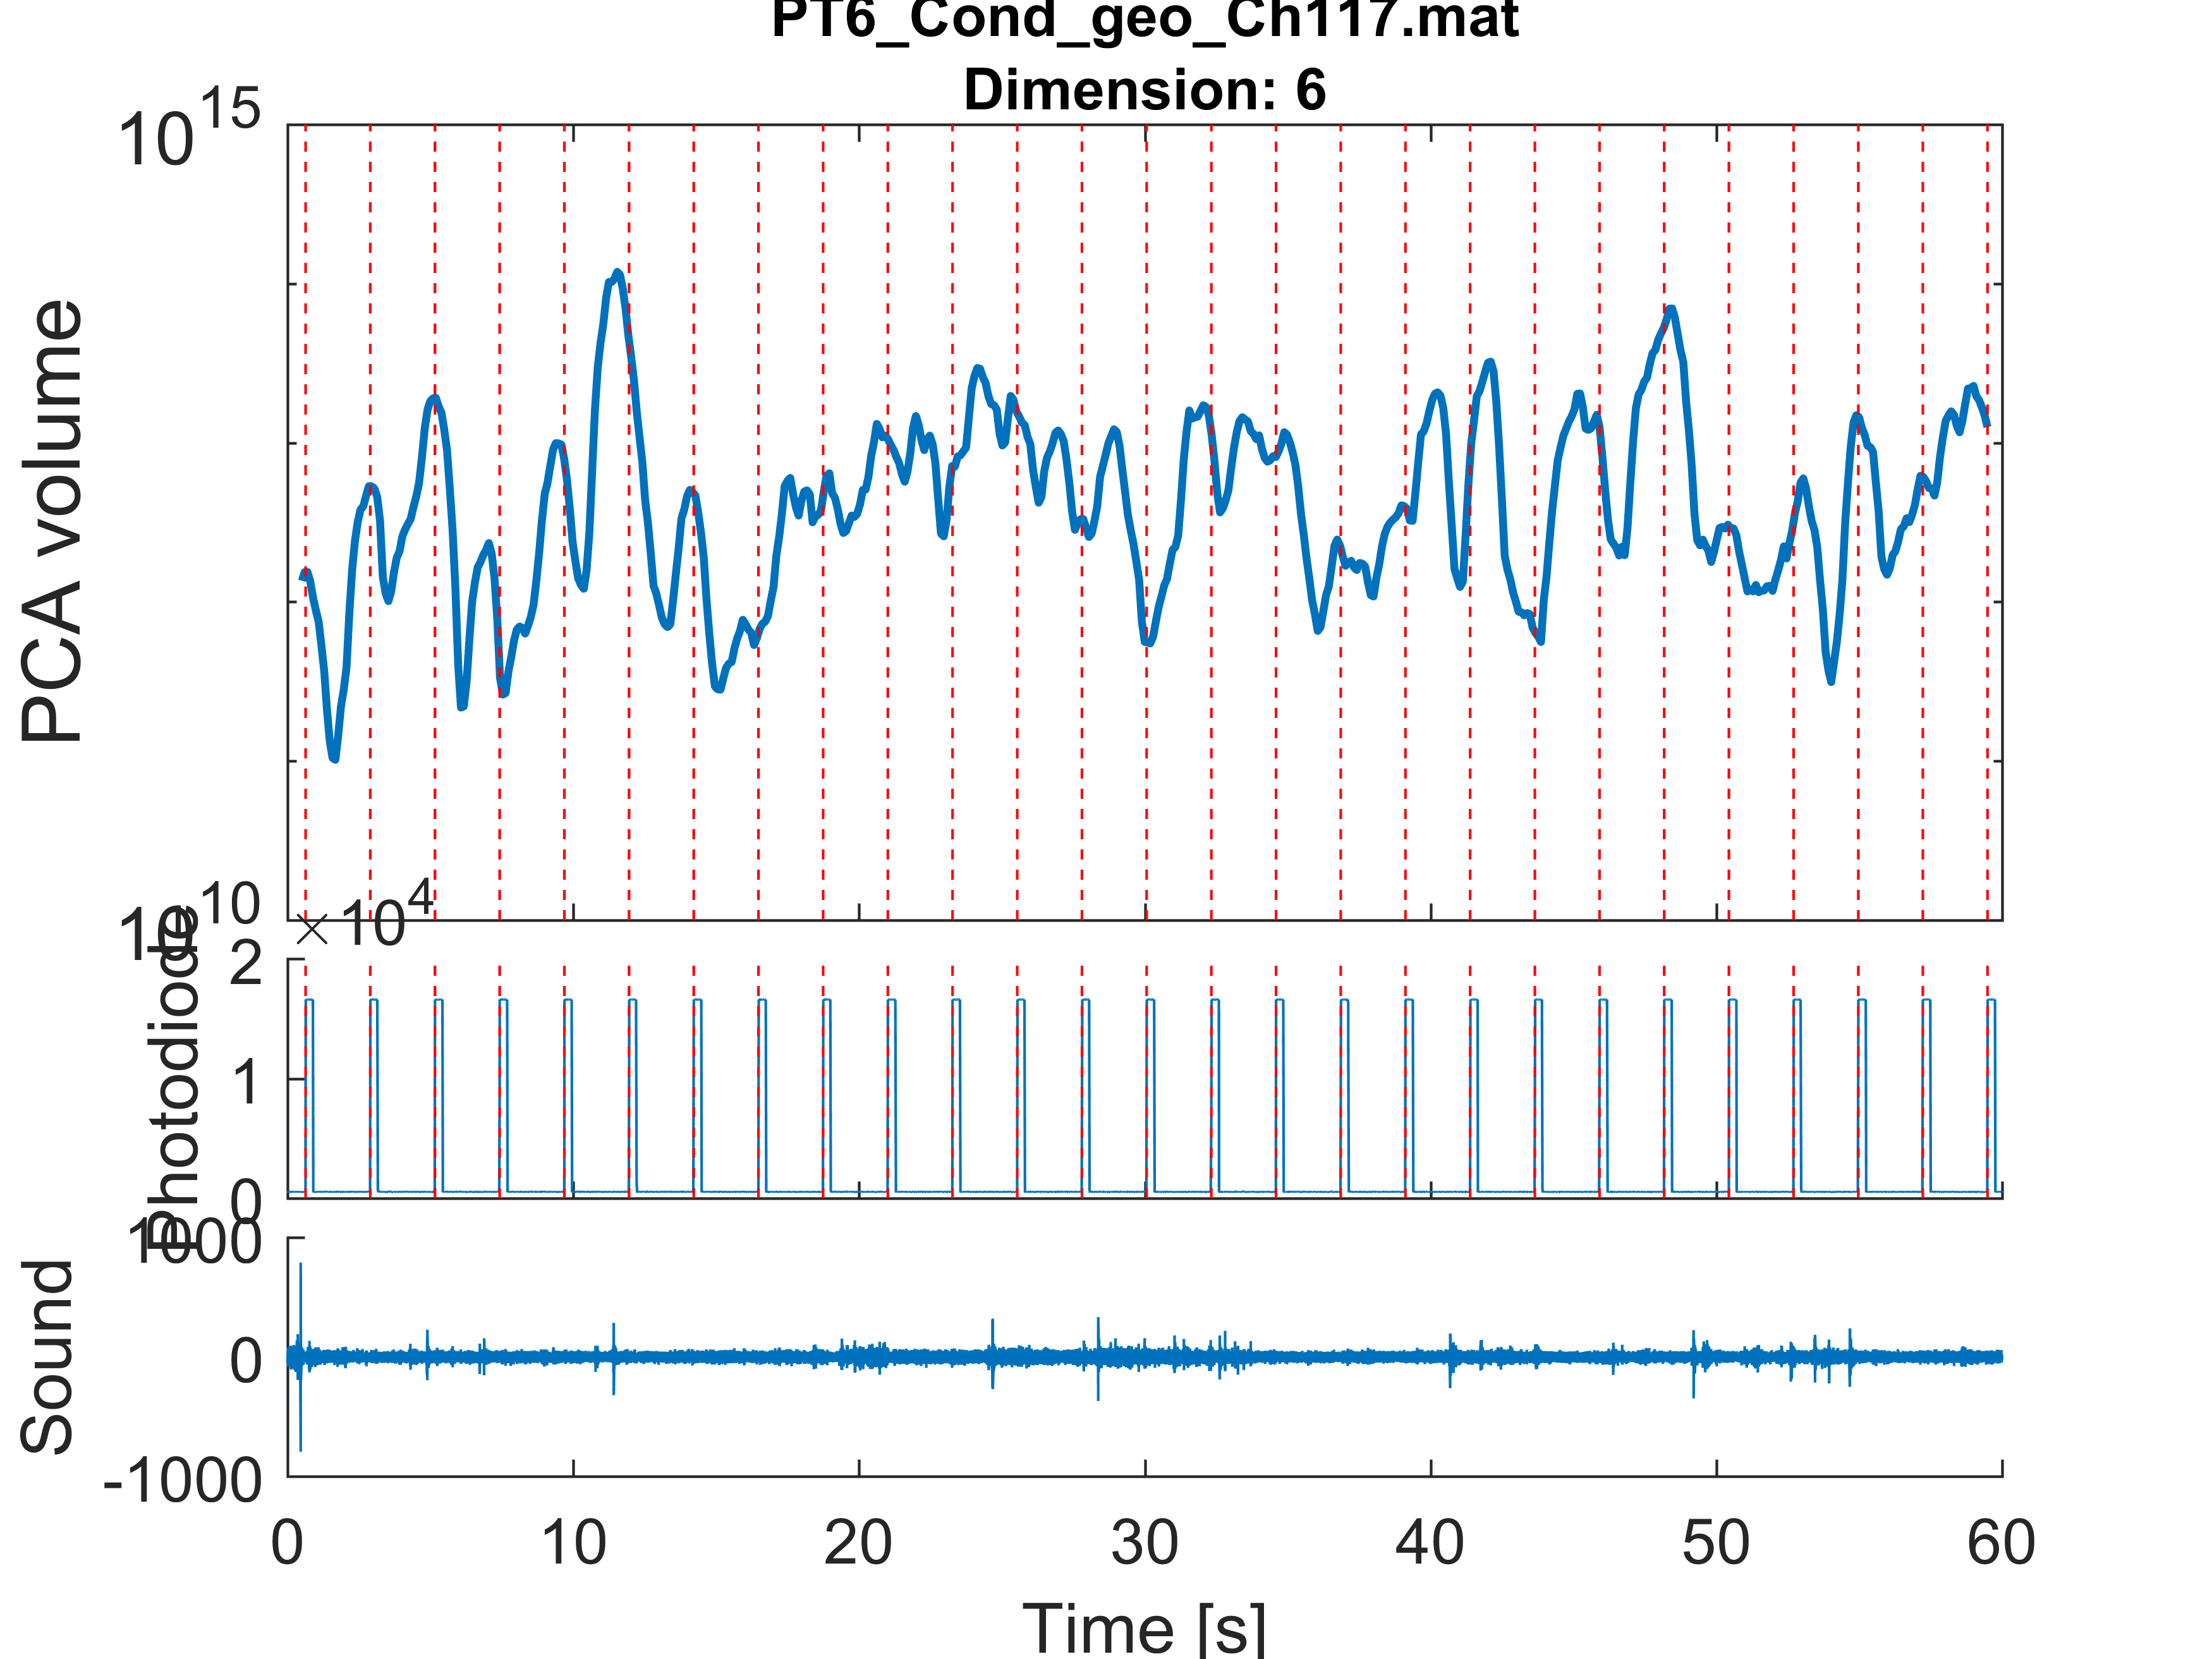 PT6_Cond_geo_Ch117.mat
Dimension: 6
10^15
PCA volume
10^10
×10^4
Photodiode
2
1
0
1000
Sound
0
-1000
0 10 20 30 40 50 60
Time [s]